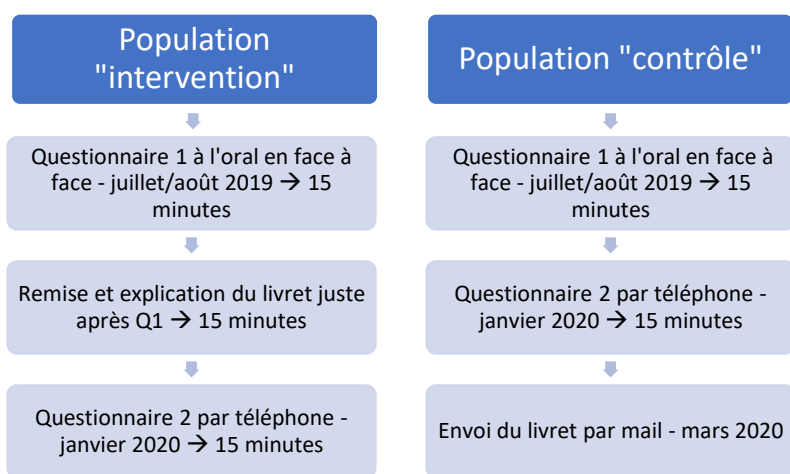 Population
"intervention"
Questionnaire 1 à l'oral en face à
face - juillet/août 2019 → 15
minutes
Remise et explication du livret juste
après Q1 → 15 minutes
Questionnaire 2 par téléphone -
janvier 2020 → 15 minutes
Population "contrôle"
Questionnaire 1 à l'oral en face à
face - juillet/août 2019 → 15
minutes
Questionnaire 2 par téléphone -
janvier 2020 → 15 minutes
Envoi du livret par mail - mars 2020